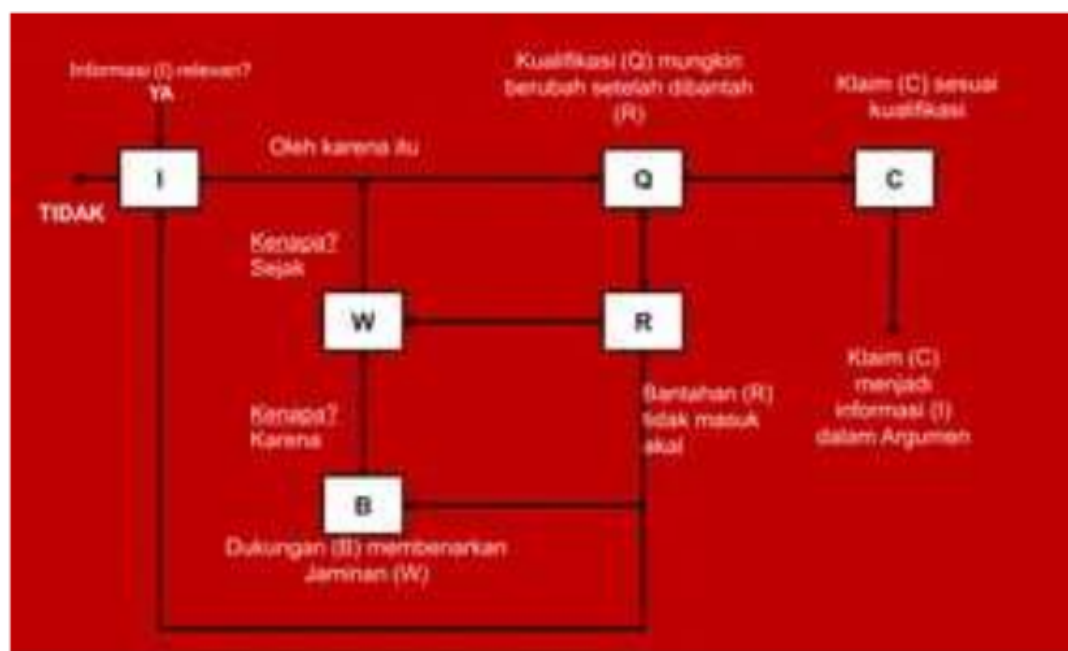 Informasi (I) relevan?
YA
Kualifikasi (Q) mungkin
berubah setelah dibantah
(R)
Klaim (C) sesuai
kualifikasi
Oleh karena itu
I
Q
C
TIDAK
Kenapa?
Sejak
W
R
Klaim (C)
menjadi
informasi (I)
dalam Argumen
Bantahan (R)
tidak masuk
akal
Kenapa?
Karena
B
Dukungan (B) membenarkan
Jaminan (W)